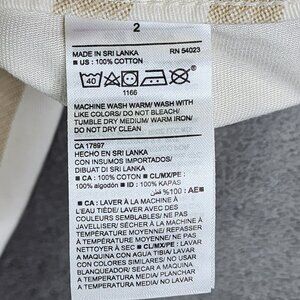 2
MADE IN SRI LANKA RN 54023
■ US : 100% COTTON
40
1166
MACHINE WASH WARM/ WASH WITH
LIKE COLORS/ DO NOT BLEACH/
TUMBLE DRY MEDIUM/ WARM IRON/
DO NOT DRY CLEAN
CA 17897
HECHO EN SRI LANKA
CON INSUMOS IMPORTADOS/
DIBUAT DI SRI LANKA
■ CA : 100% COTON ■ CL/MX/PE :
100% algodón ■ ID : 100% KAPAS
■ AE : 100% قطن
■ CA : LAVER À LA MACHINE À
L'EAU TIÈDE/ LAVER AVEC
COULEURS SEMBLABLES/ NE PAS
JAVELLISER/ SÉCHER À LA MACHINE À
TEMPÉRATURE MOYENNE/ REPASSER
À TEMPÉRATURE MOYENNE/ NE PAS
NETTOYER À SEC ■ CL/MX/PE : LAVAR
A MAQUINA CON AGUA TIBIA/ LAVAR
CON COLORES SIMILARES/ NO USAR
BLANQUEADOR/ SECAR A MAQUINA
A TEMPERATURA MEDIA/ PLANCHAR
A TEMPERATURA MEDIA/ NO